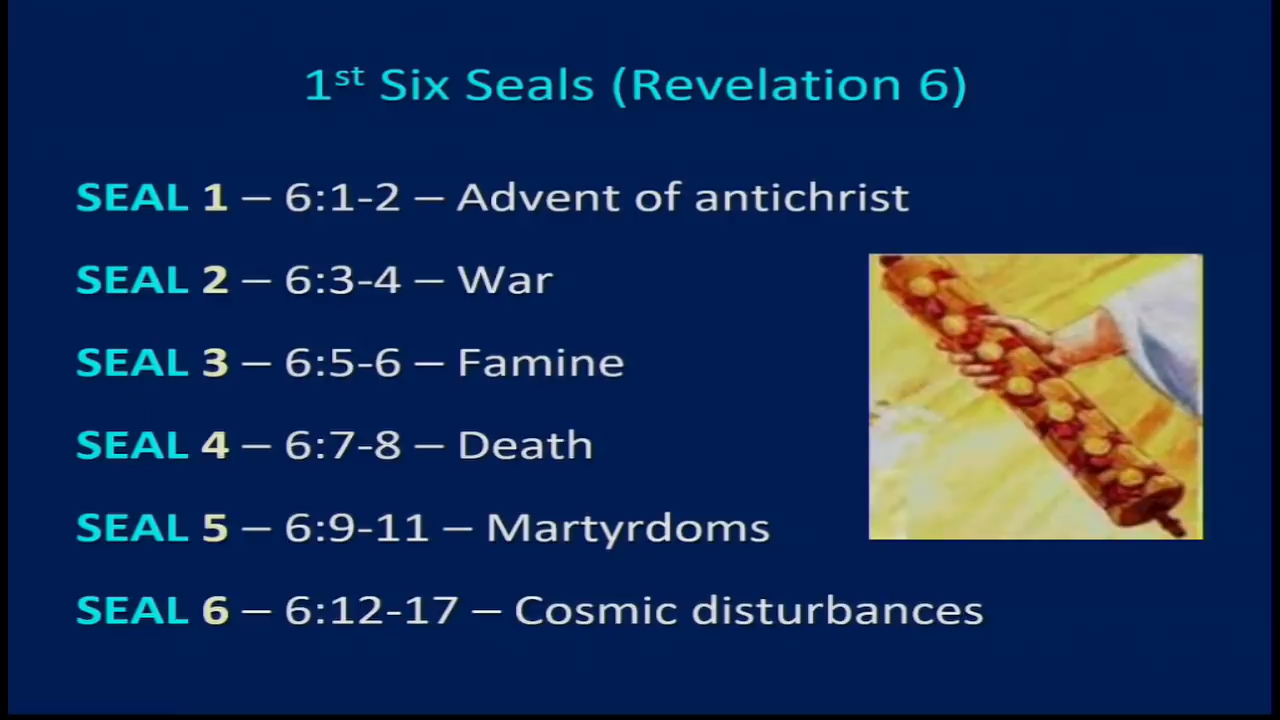 1st Six Seals (Revelation 6)
SEAL 1 – 6:1-2 – Advent of antichrist
SEAL 2 – 6:3-4 – War
SEAL 3 – 6:5-6 – Famine
SEAL 4 – 6:7-8 – Death
SEAL 5 – 6:9-11 – Martyrdoms
SEAL 6 – 6:12-17 – Cosmic disturbances